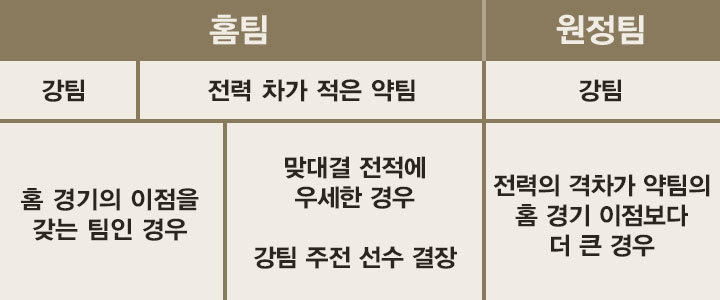 홈팀
원정팀
강팀
전력 차가 적은 약팀
강팀
홈 경기의 이점을
갖는 팀인 경우
맞대결 전적에
우세한 경우
강팀 주전 선수 결장
전력의 격차가 약팀의
홈 경기 이점보다
더 큰 경우